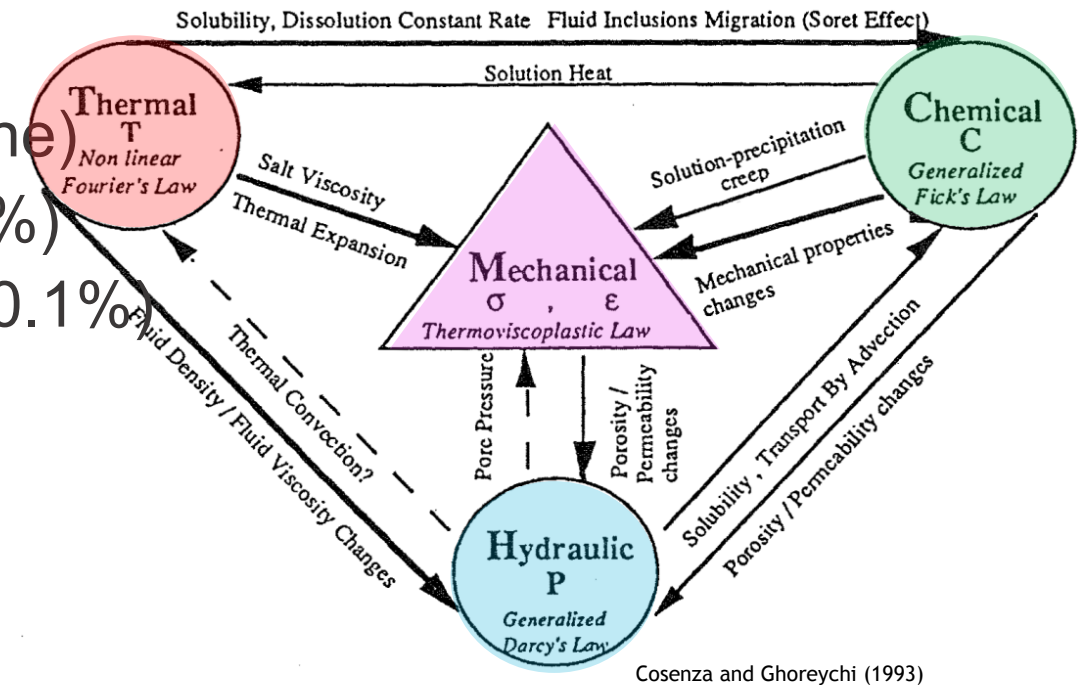 Solubility, Dissolution Constant Rate Fluid Inclusions Migration (Soret Effect)
Solution Heat
Thermal
T
Non linear
Fourier's Law
ne)
%)
0.1%)
Chemical
C
Generalized
Fick's Law
Salt Viscosity
Thermal Expansion
Solution-precipitation
creep
Mechanical properties
changes
Mechanical
σ , ε
Thermoviscoplastic Law
Fluid Density / Fluid Viscosity Changes
Thermal Convection?
Pore Pressure
Porosity /
Permeability
changes
Solubility , Transport By Advection
Porosity / Permeability changes
Hydraulic
P
Generalized
Darcy's Law
Cosenza and Ghoreychi (1993)